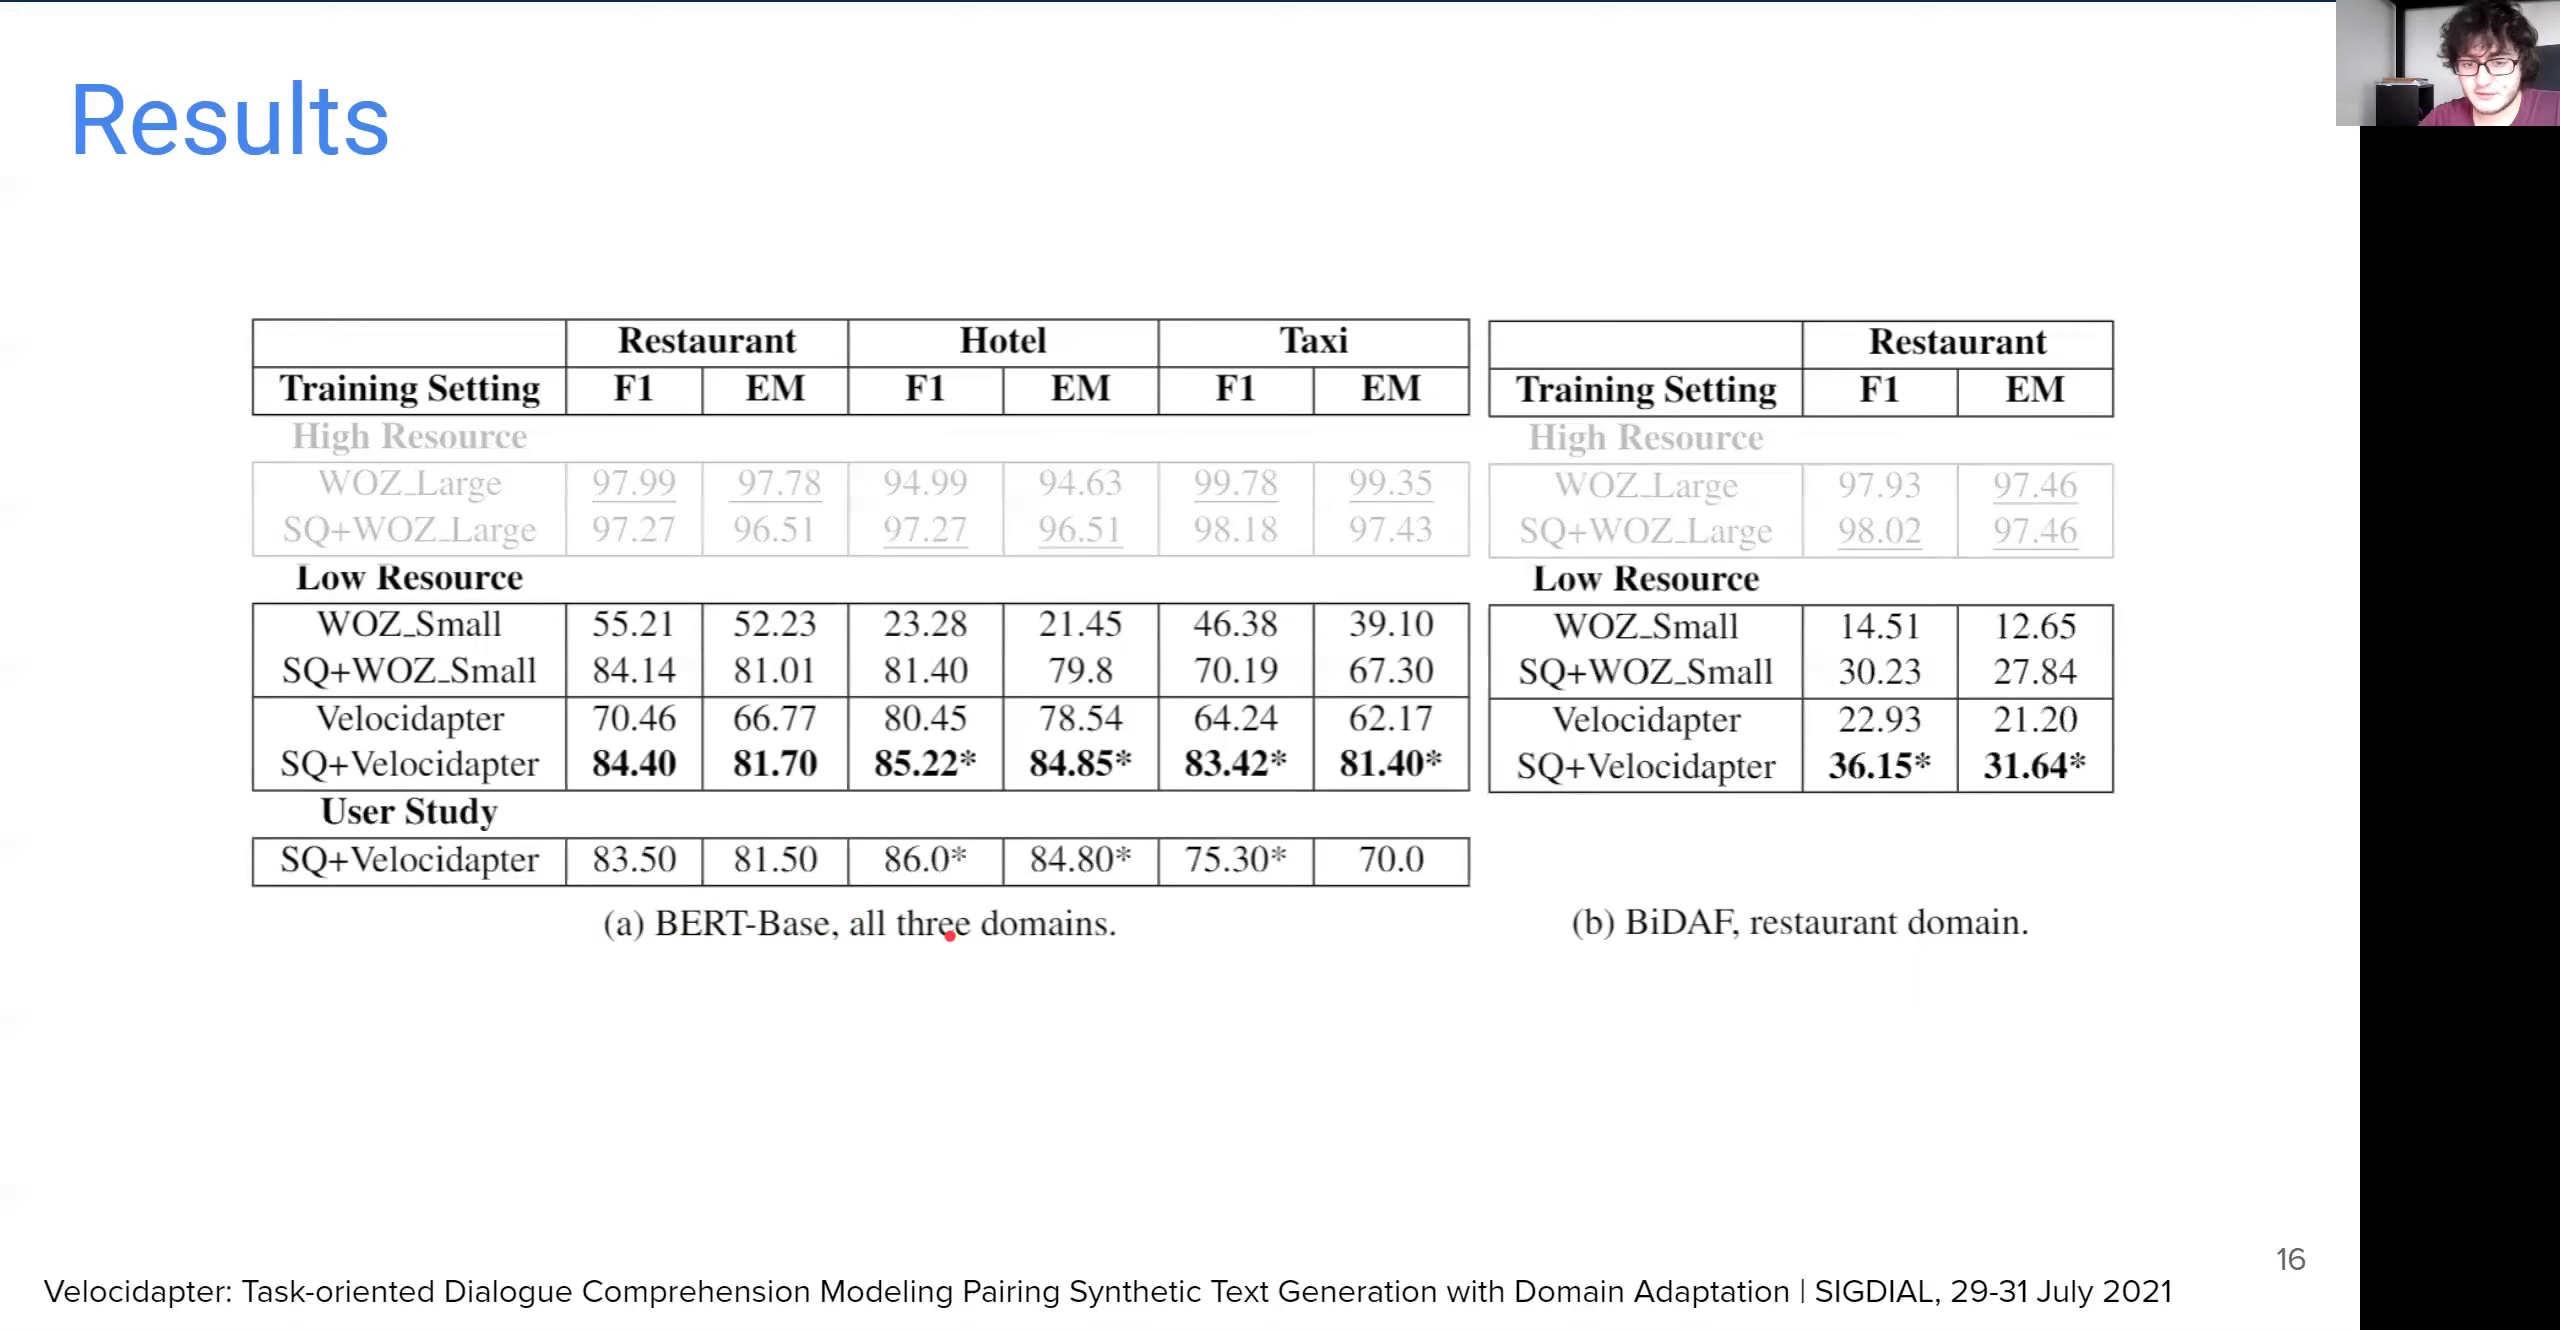 Results
Restaurant Hotel Taxi
Training Setting F1 EM F1 EM F1 EM
High Resource
WOZ_Large 97.99 97.78 94.99 94.63 99.78 99.35
SQ+WOZ_Large 97.27 96.51 97.27 96.51 98.18 97.43
Low Resource
WOZ_Small 55.21 52.23 23.28 21.45 46.38 39.10
SQ+WOZ_Small 84.14 81.01 81.40 79.8 70.19 67.30
Velocidapter 70.46 66.77 80.45 78.54 64.24 62.17
SQ+Velocidapter 84.40 81.70 85.22* 84.85* 83.42* 81.40*
User Study
SQ+Velocidapter 83.50 81.50 86.0* 84.80* 75.30* 70.0
(a) BERT-Base, all three domains.
Restaurant
Training Setting F1 EM
High Resource
WOZ_Large 97.93 97.46
SQ+WOZ_Large 98.02 97.46
Low Resource
WOZ_Small 14.51 12.65
SQ+WOZ_Small 30.23 27.84
Velocidapter 22.93 21.20
SQ+Velocidapter 36.15* 31.64*
(b) BiDAF, restaurant domain.
16
Velocidapter: Task-oriented Dialogue Comprehension Modeling Pairing Synthetic Text Generation with Domain Adaptation | SIGDIAL, 29-31 July 2021